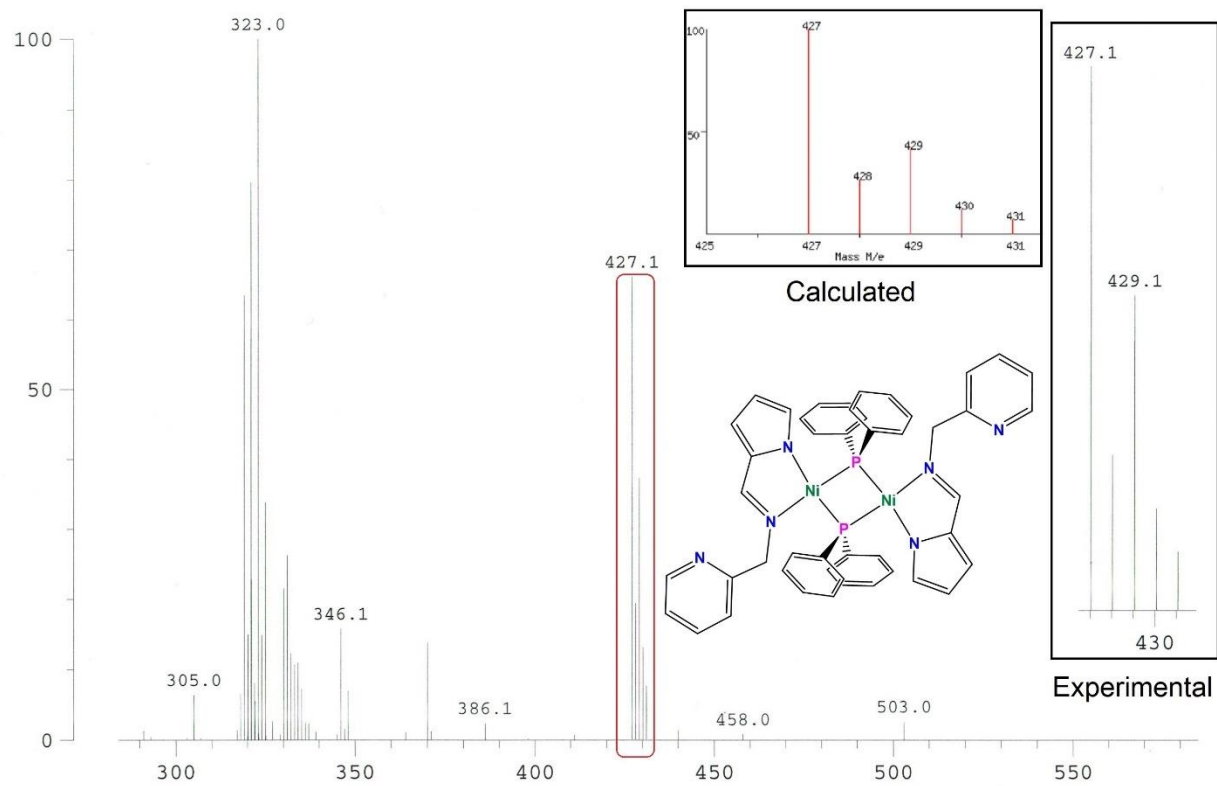 100
323.0
50
0
305.0
346.1
386.1
427.1
458.0
503.0
300
350
400
450
500
550
100
50
427
428
429
430
431
425
427
429
431
Mass M/e
Calculated
427.1
429.1
430
Experimental
N
N
N
Ni
P
P
Ni
N
N
N